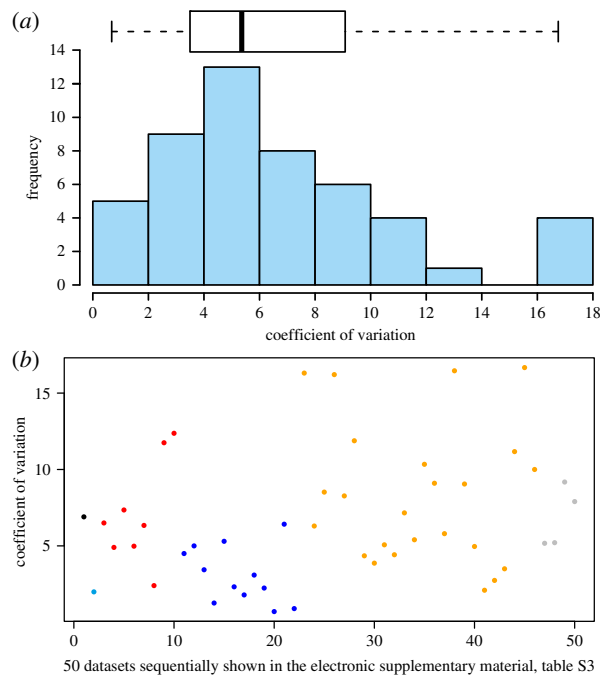 (a)
14
12
10
8
6
4
2
0
frequency
0 2 4 6 8 10 12 14 16 18
coefficient of variation
(b)
15
10
5
coefficient of variation
0 10 20 30 40 50
50 datasets sequentially shown in the electronic supplementary material, table S3